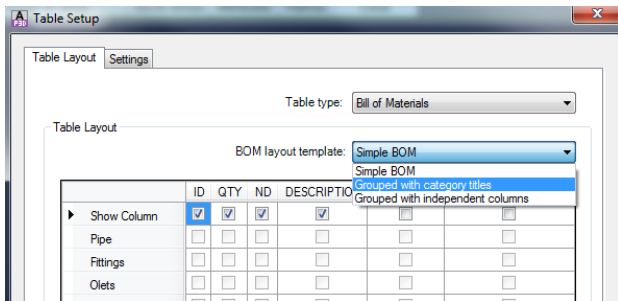 P3D Table Setup
Table Layout Settings
Table type: Bill of Materials
Table Layout
BOM layout template: Simple BOM
Simple BOM
Grouped with category titles
Grouped with independent columns
ID QTY ND DESCRIPTIO
Show Column
Pipe
Fittings
Olets